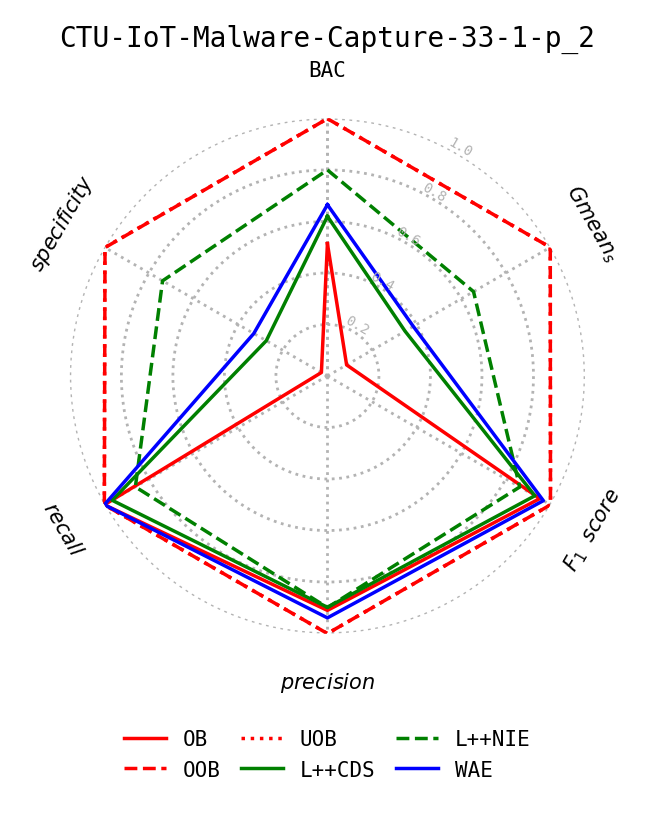 CTU-IoT-Malware-Capture-33-1-p_2
BAC
1.0
0.8
0.6
0.4
0.2
specificity
Gmeanₛ
recall
F₁ score
precision
OB UOB L++NIE
OOB L++CDS WAE